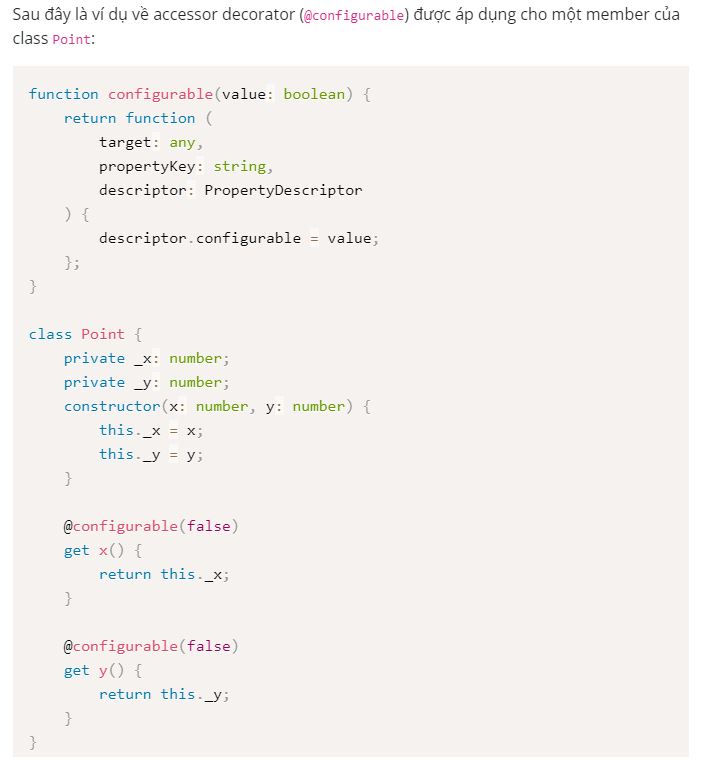 Sau đây là ví dụ về accessor decorator (@configurable) được áp dụng cho một member của
class Point:
function configurable(value: boolean) {
    return function (
        target: any,
        propertyKey: string,
        descriptor: PropertyDescriptor
    ) {
        descriptor.configurable = value;
    };
}

class Point {
    private _x: number;
    private _y: number;
    constructor(x: number, y: number) {
        this._x = x;
        this._y = y;
    }

    @configurable(false)
    get x() {
        return this._x;
    }

    @configurable(false)
    get y() {
        return this._y;
    }
}